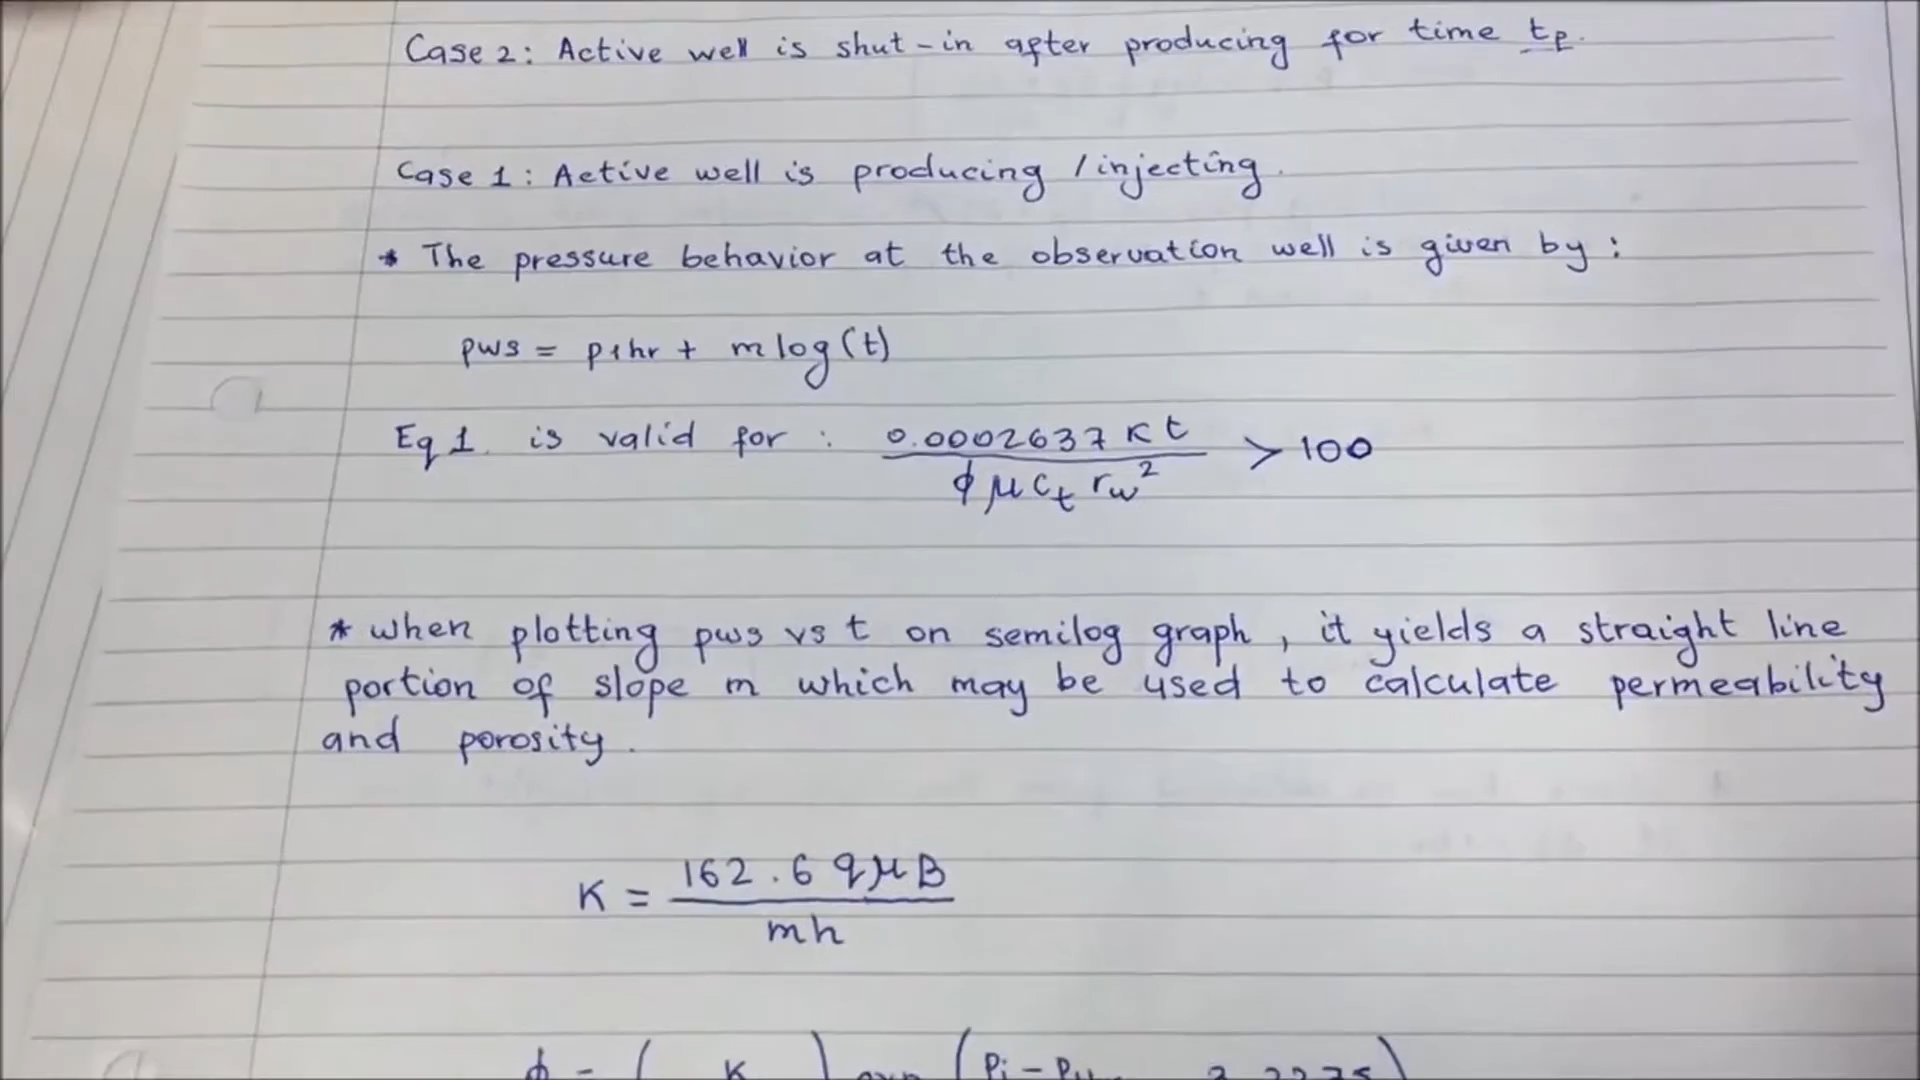 Case 2: Active well is shut-in after producing for time tp.
Case 1: Active well is producing / injecting.
* The pressure behavior at the observation well is given by:
pws = p1hr + m log(t)
Eq 1. is valid for: 0.0002637 K t / ϕ μ ct rw² > 100
* when plotting pws vs t on semilog graph, it yields a straight line
portion of slope m which may be used to calculate permeability
and porosity.
K = 162.6 q μ B / mh